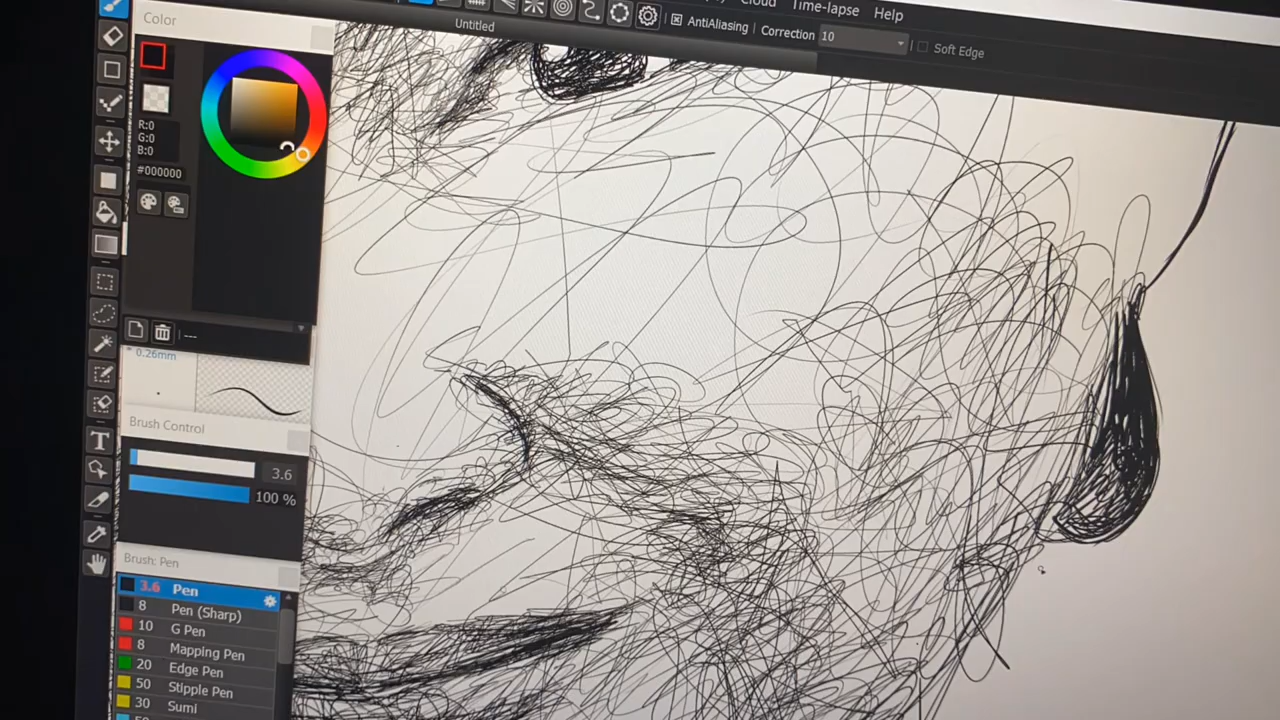 Cloud Time-lapse Help
AntiAliasing Correction 10 Soft Edge
Untitled
Color
R:0
G:0
B:0
#000000
---
* 0.26mm
Brush Control
3.6
100 %
Brush: Pen
3.6 Pen
8 Pen (Sharp)
10 G Pen
8 Mapping Pen
20 Edge Pen
50 Stipple Pen
30 Sumi